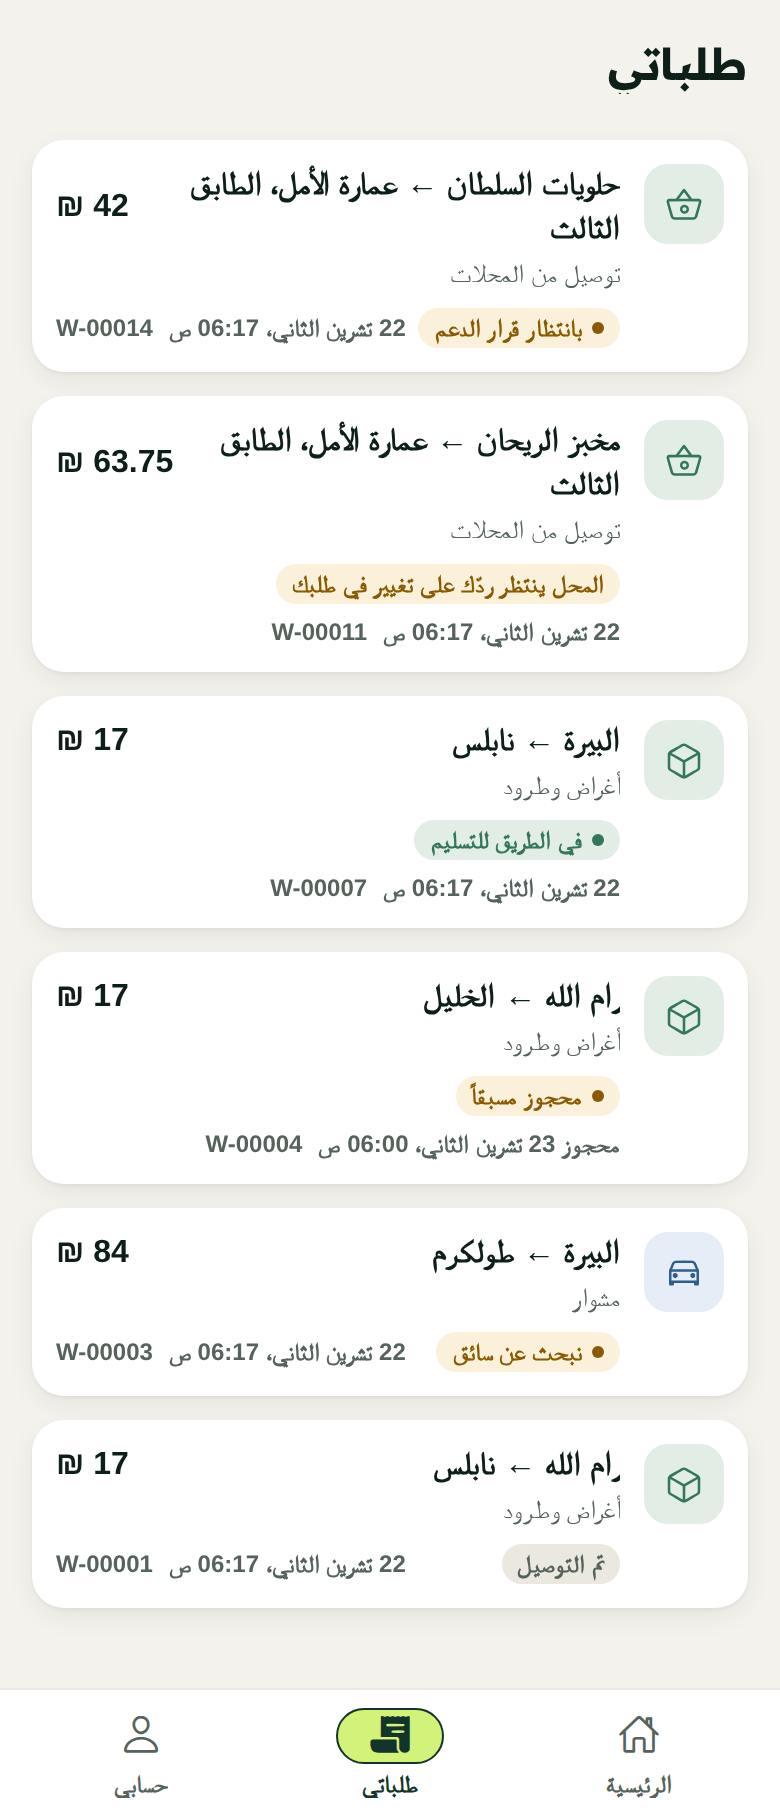 طلباتي
حلويات السلطان ← عمارة الأمل، الطابق
الثالث
42 ₪
توصيل من المحلات
بانتظار قرار الدعم
22 تشرين الثاني، 06:17 ص W-00014
مخبز الريحان ← عمارة الأمل، الطابق
الثالث
63.75 ₪
توصيل من المحلات
المحل ينتظر ردّك على تغيير في طلبك
22 تشرين الثاني، 06:17 ص W-00011
البيرة ← نابلس
17 ₪
أغراض وطرود
في الطريق للتسليم
22 تشرين الثاني، 06:17 ص W-00007
رام الله ← الخليل
17 ₪
أغراض وطرود
محجوز مسبقاً
محجوز 23 تشرين الثاني، 06:00 ص W-00004
البيرة ← طولكرم
84 ₪
مشوار
نبحث عن سائق
22 تشرين الثاني، 06:17 ص W-00003
رام الله ← نابلس
17 ₪
أغراض وطرود
تم التوصيل
22 تشرين الثاني، 06:17 ص W-00001
الرئيسية
طلباتي
حسابي